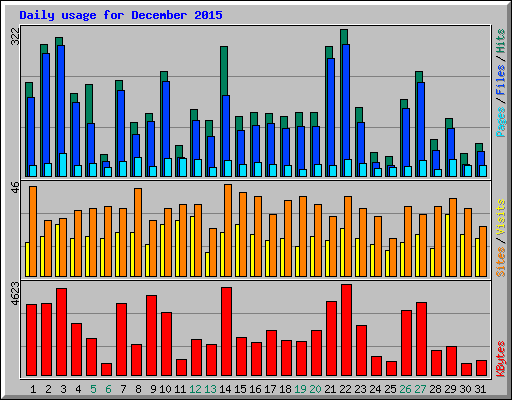 Daily usage for December 2015
322
Pages / Files / Hits
46
Sites / Visits
4623
KBytes
1 2 3 4 5 6 7 8 9 10 11 12 13 14 15 16 17 18 19 20 21 22 23 24 25 26 27 28 29 30 31